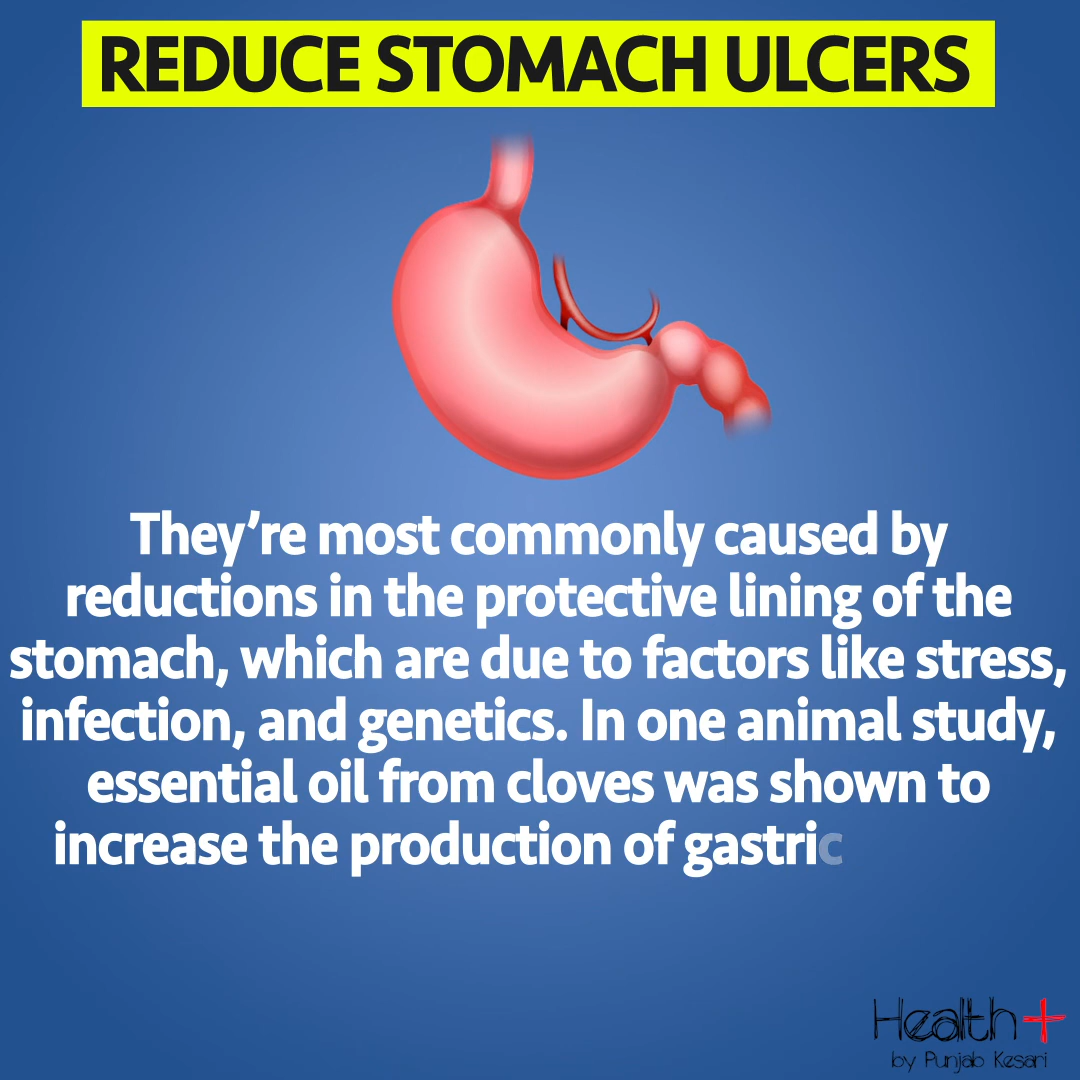 REDUCE STOMACH ULCERS
They’re most commonly caused by
reductions in the protective lining of the
stomach, which are due to factors like stress,
infection, and genetics. In one animal study,
essential oil from cloves was shown to
increase the production of gastric
Health+
by Punjab Kesari